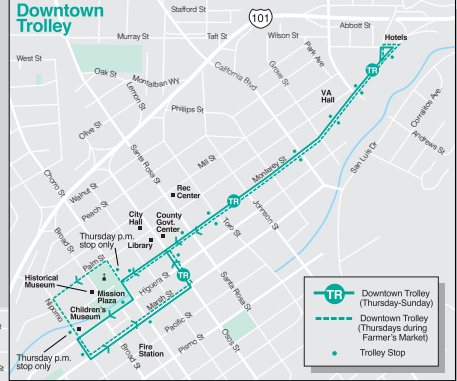 Downtown
Trolley
Stafford St
101
Abbott St
Murray St
Taft St
Wilson St
Park Ave
Hotels
West St
TR
Oak St
Montalban WY
California Blvd
Grove St
VA
Hall
Lemon St
Corralitos Ave
Phillips St
Andrews St
Olive St
San Luis Dr
Santa Rosa St
Mill St
Monterey St
Chorro St
Walnut St
Rec
Center
TR
Johnson St
Peach St
City
Hall
County
Govt.
Center
Toro St
Broad St
Library
Thursday p.m.
stop only
Palm St
TR
Historical
Museum
Mission
Plaza
Higuera St
Santa Rosa St
Marsh St
Nipomo
Children's
Museum
Pacific St
Osos St
Fire
Station
Pismo St
Broad St
Thursday p.m.
stop only
TR
Downtown Trolley
(Thursday-Sunday)
Downtown Trolley
(Thursdays during
Farmer's Market)
Trolley Stop